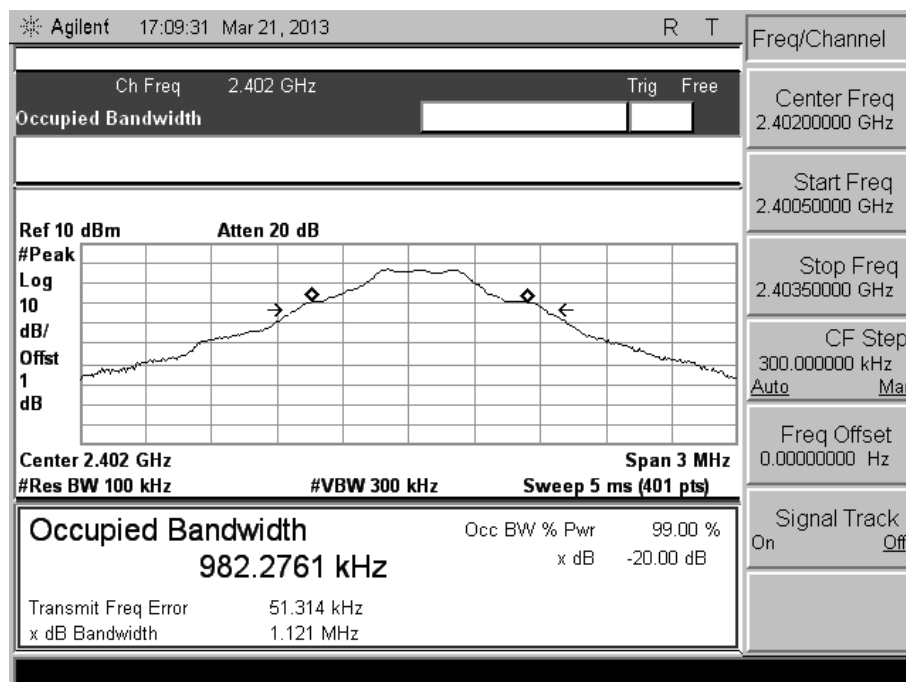 Agilent 17:09:31 Mar 21, 2013 R T
Freq/Channel
Ch Freq 2.402 GHz Trig Free
Occupied Bandwidth
Center Freq
2.40200000 GHz
Start Freq
2.40050000 GHz
Stop Freq
2.40350000 GHz
CF Step
300.000000 kHz
Auto Man
Freq Offset
0.00000000 Hz
Signal Track
On Off
Ref 10 dBm Atten 20 dB
#Peak
Log
10
dB/
Offst
1
dB
Center 2.402 GHz Span 3 MHz
#Res BW 100 kHz #VBW 300 kHz Sweep 5 ms (401 pts)
Occupied Bandwidth
982.2761 kHz
Occ BW % Pwr 99.00 %
x dB -20.00 dB
Transmit Freq Error 51.314 kHz
x dB Bandwidth 1.121 MHz